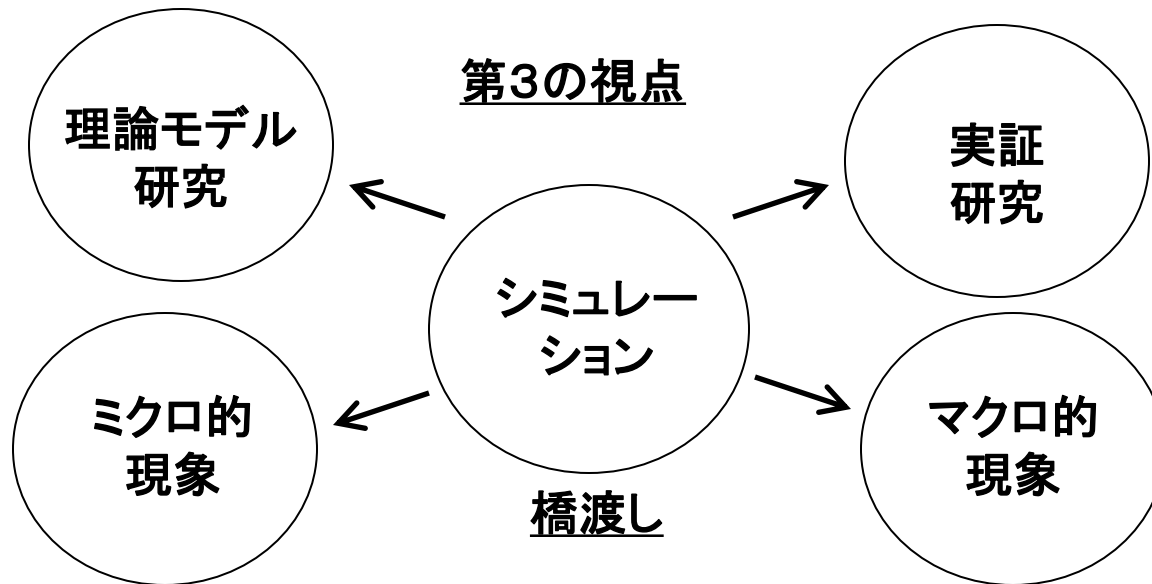 第3の視点
理論モデル
研究
実証
研究
シミュレー
ション
ミクロ的
現象
マクロ的
現象
橋渡し